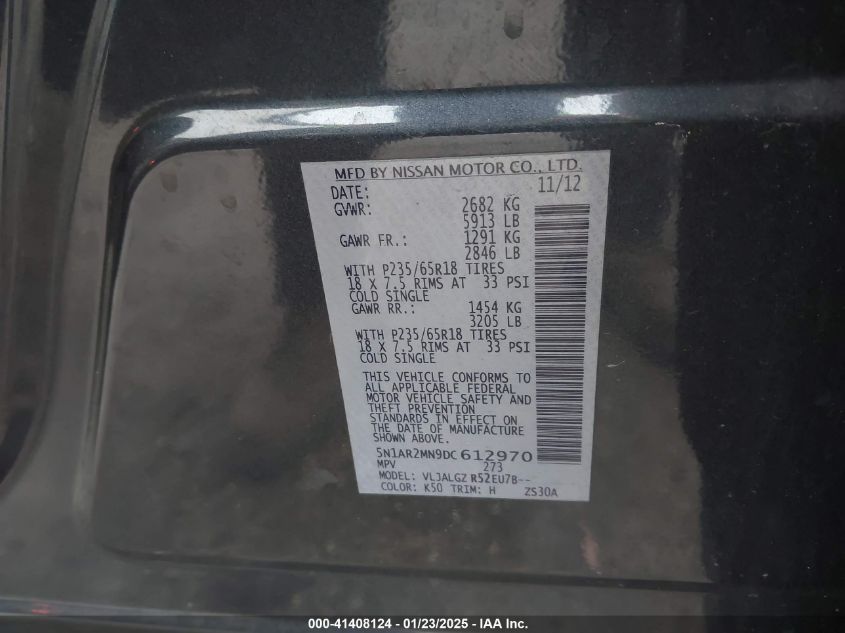 MFD BY NISSAN MOTOR CO., LTD.
DATE: 11/12
GVWR: 2682 KG
5913 LB
GAWR FR.: 1291 KG
2846 LB
WITH P235/65R18 TIRES
18 X 7.5 RIMS AT 33 PSI
COLD SINGLE
GAWR RR.: 1454 KG
3205 LB
WITH P235/65R18 TIRES
18 X 7.5 RIMS AT 33 PSI
COLD SINGLE
THIS VEHICLE CONFORMS TO
ALL APPLICABLE FEDERAL
MOTOR VEHICLE SAFETY AND
THEFT PREVENTION
STANDARDS IN EFFECT ON
THE DATE OF MANUFACTURE
SHOWN ABOVE.
5N1AR2MN9DC 612970
MPV 273
MODEL: VLJALGZ R52EU7B--
COLOR: K50 TRIM: H ZS30A
000-41408124 - 01/23/2025 - IAA Inc.